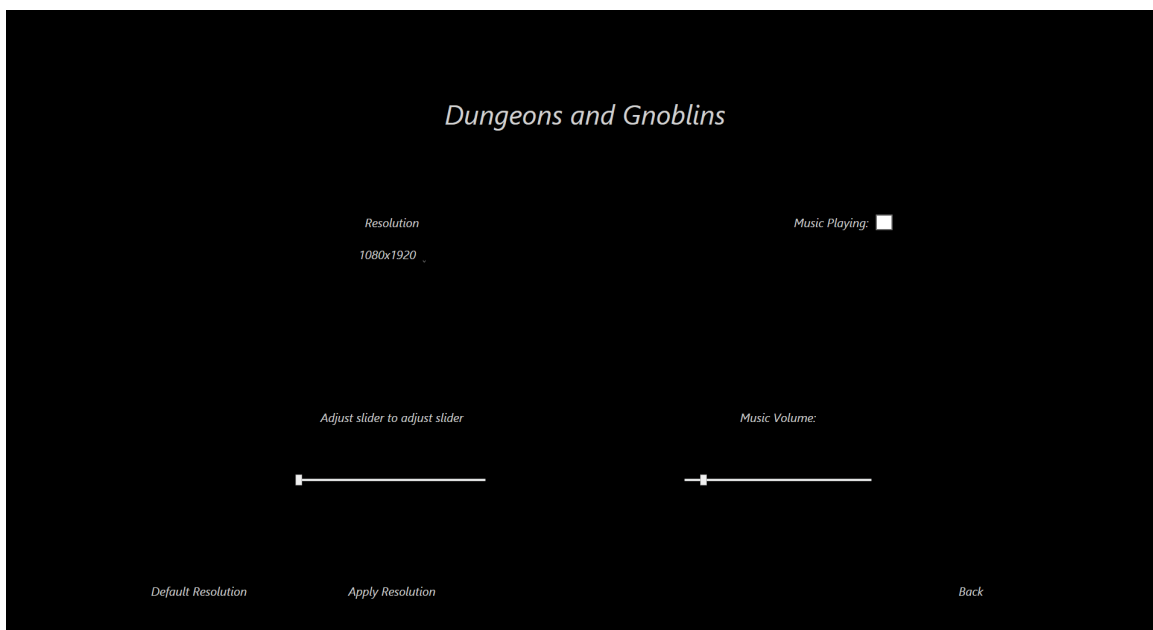 Dungeons and Gnoblins
Resolution
Music Playing:
1080x1920
Adjust slider to adjust slider
Music Volume:
Default Resolution
Apply Resolution
Back